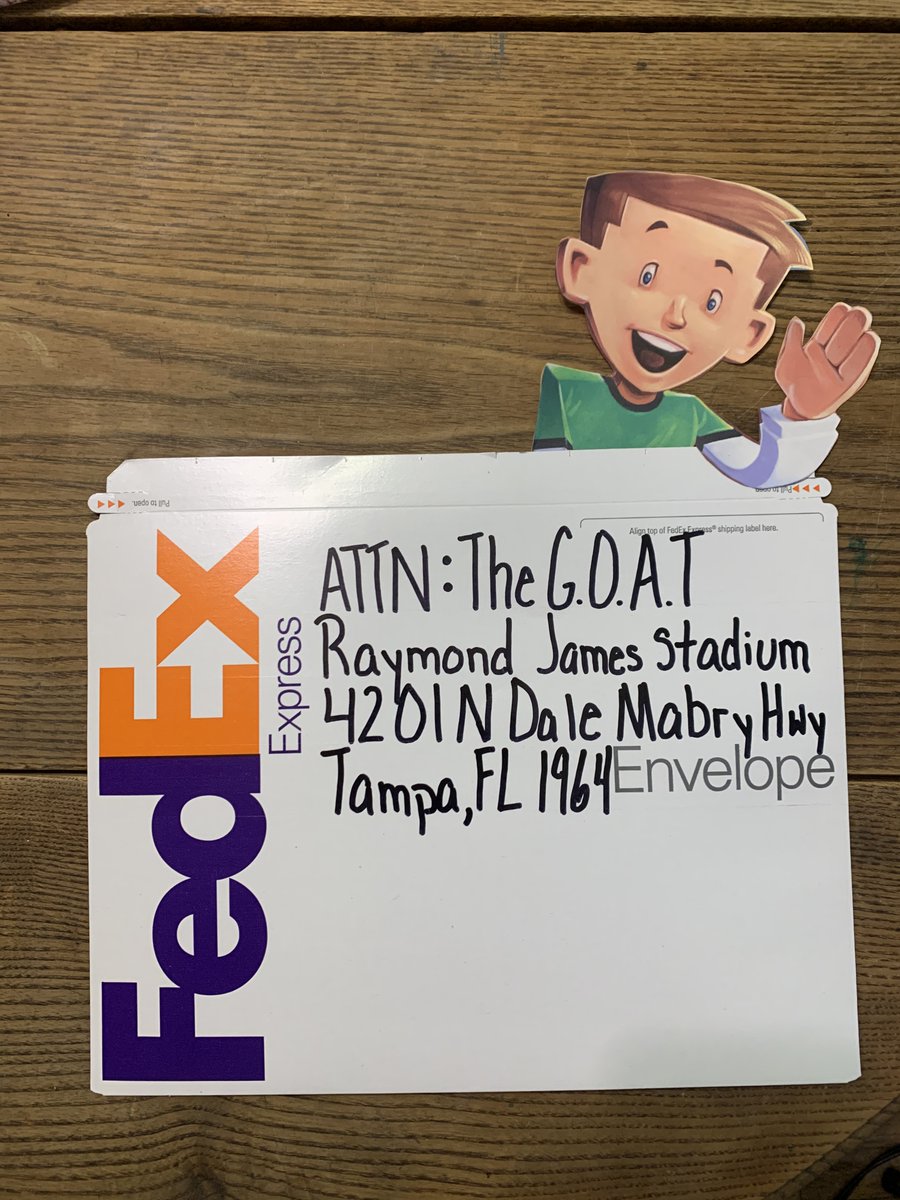 Pull to open.
Pull to open.
Align top of FedEx Express® shipping label here.
FedEx
Express
ATTN: The G.O.A.T
Raymond James Stadium
4201 N Dale Mabry Hwy
Tampa, FL 1964
Envelope